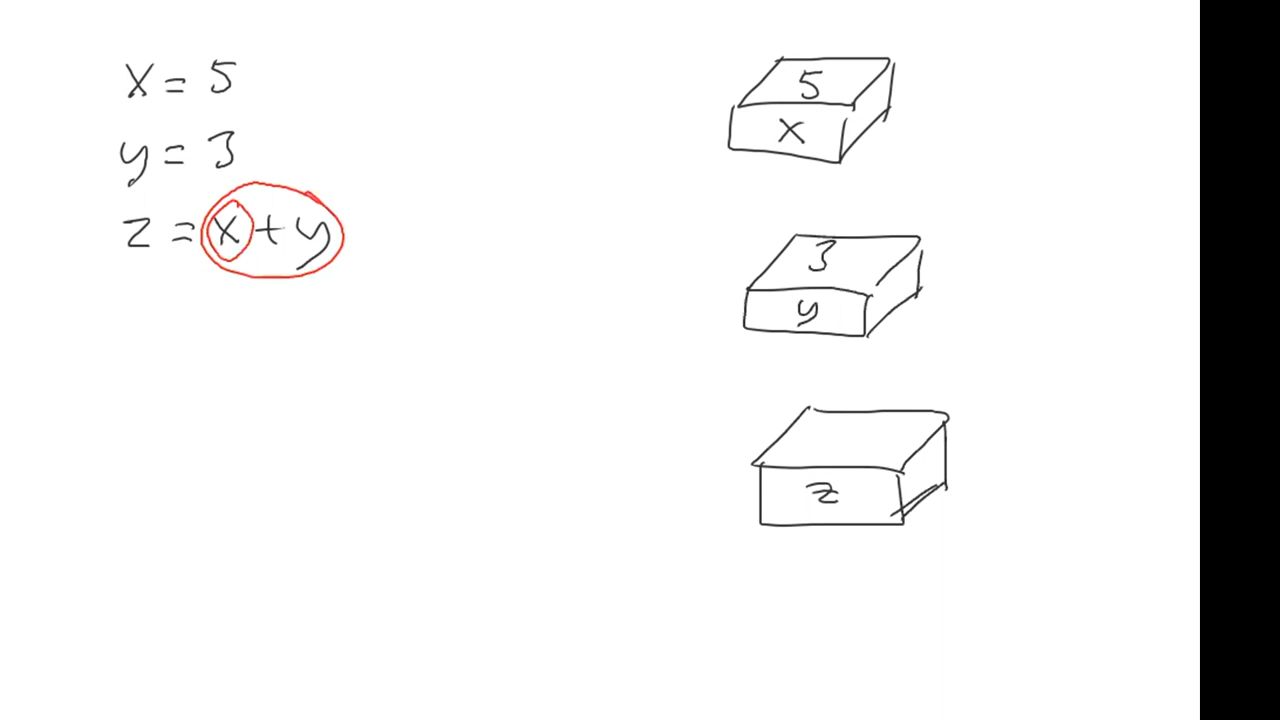 x = 5
y = 3
z = x + y
5
x
3
y
z